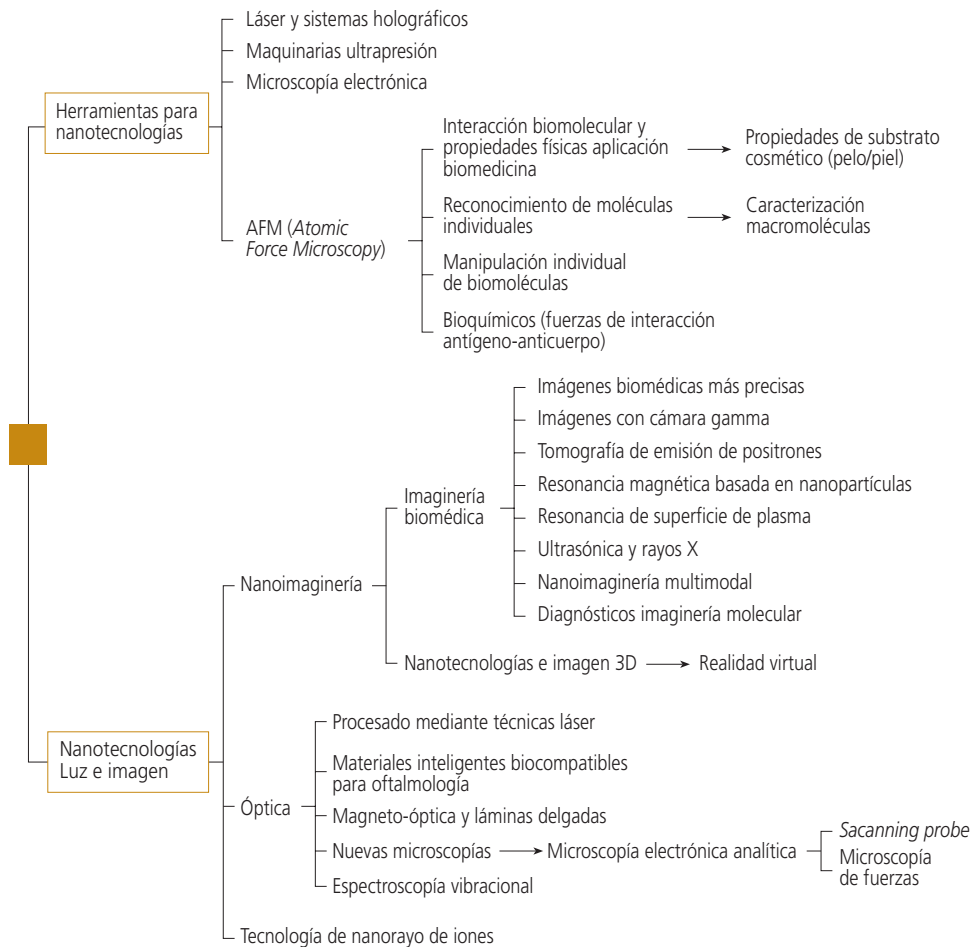 Láser y sistemas holográficos
Maquinarias ultrapresión
Microscopía electrónica
Herramientas para
nanotecnologías
Interacción biomolecular y
propiedades físicas aplicación
biomedicina
Propiedades de substrato
cosmético (pelo/piel)
AFM (Atomic
Force Microscopy)
Reconocimiento de moléculas
individuales
Caracterización
macromoléculas
Manipulación individual
de biomoléculas
Bioquímicos (fuerzas de interacción
antígeno-anticuerpo)
Nanotecnologías
Luz e imagen
Nanoimaginería
Imaginería
biomédica
Imágenes biomédicas más precisas
Imágenes con cámara gamma
Tomografía de emisión de positrones
Resonancia magnética basada en nanopartículas
Resonancia de superficie de plasma
Ultrasónica y rayos X
Nanoimaginería multimodal
Diagnósticos imaginería molecular
Nanotecnologías e imagen 3D
Realidad virtual
Óptica
Procesado mediante técnicas láser
Materiales inteligentes biocompatibles
para oftalmología
Magneto-óptica y láminas delgadas
Nuevas microscopías
Microscopía electrónica analítica
Sacanning probe
Microscopía
de fuerzas
Espectroscopía vibracional
Tecnología de nanorayo de iones